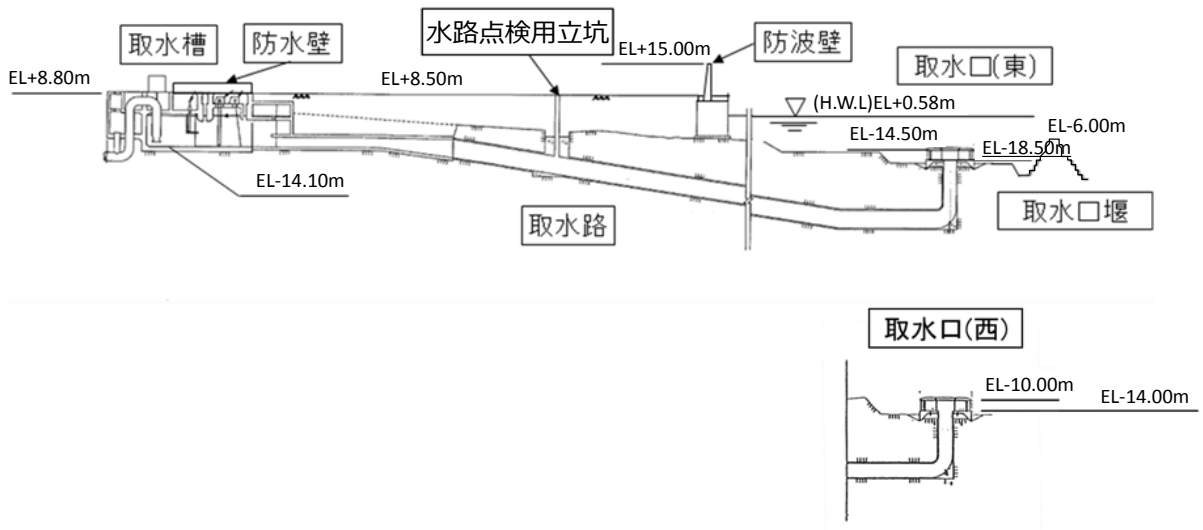 水路点検用立坑
取水槽
防水壁
防波壁
EL+15.00m
取水口(東)
EL+8.80m
EL+8.50m
(H.W.L)EL+0.58m
EL-14.50m
EL-6.00m
EL-18.50m
EL-14.10m
取水路
取水口堰
取水口(西)
EL-10.00m
EL-14.00m